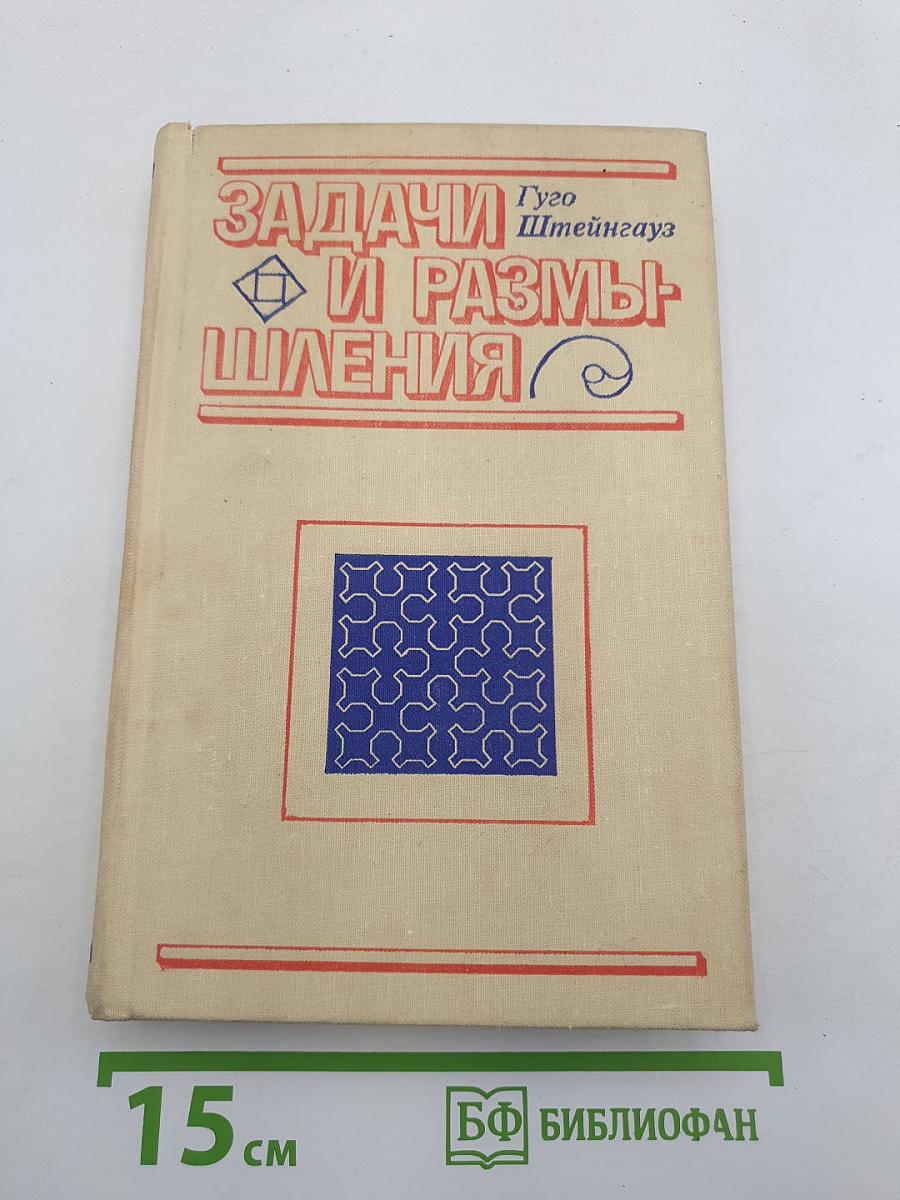 ЗАДАЧИ
Гуго
Штейнгауз
И РАЗМЫ-
ШЛЕНИЯ
15 см
БФ БИБЛИОФАН